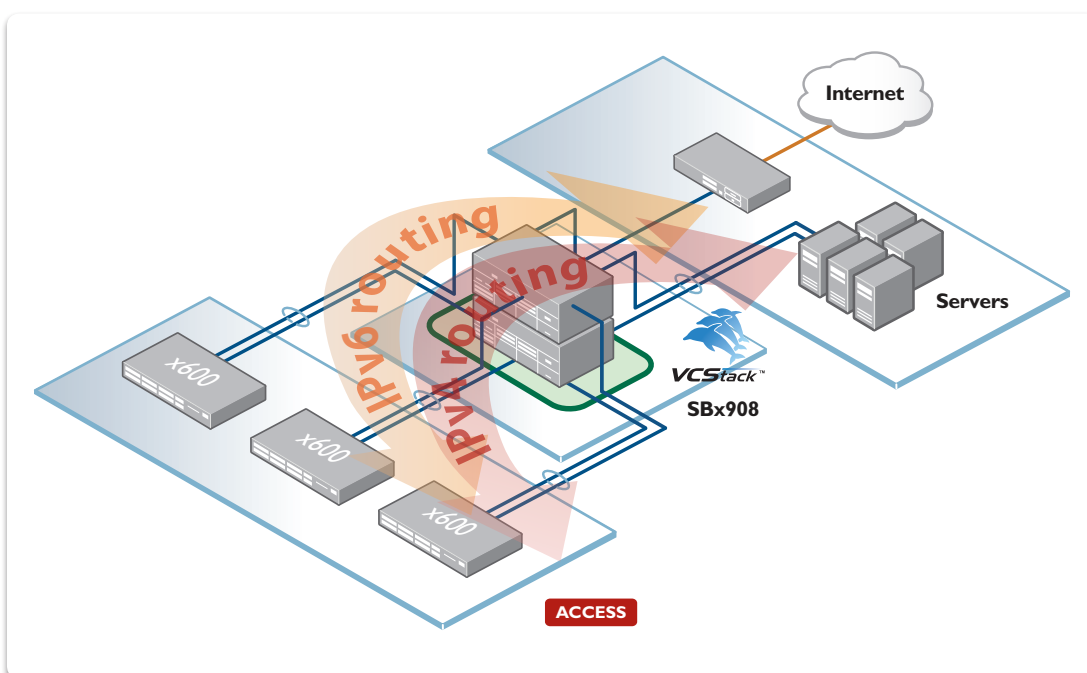 Internet
IPv6 routing
IPv4 routing
Servers
VCStack™
SBx908
x600
x600
x600
ACCESS